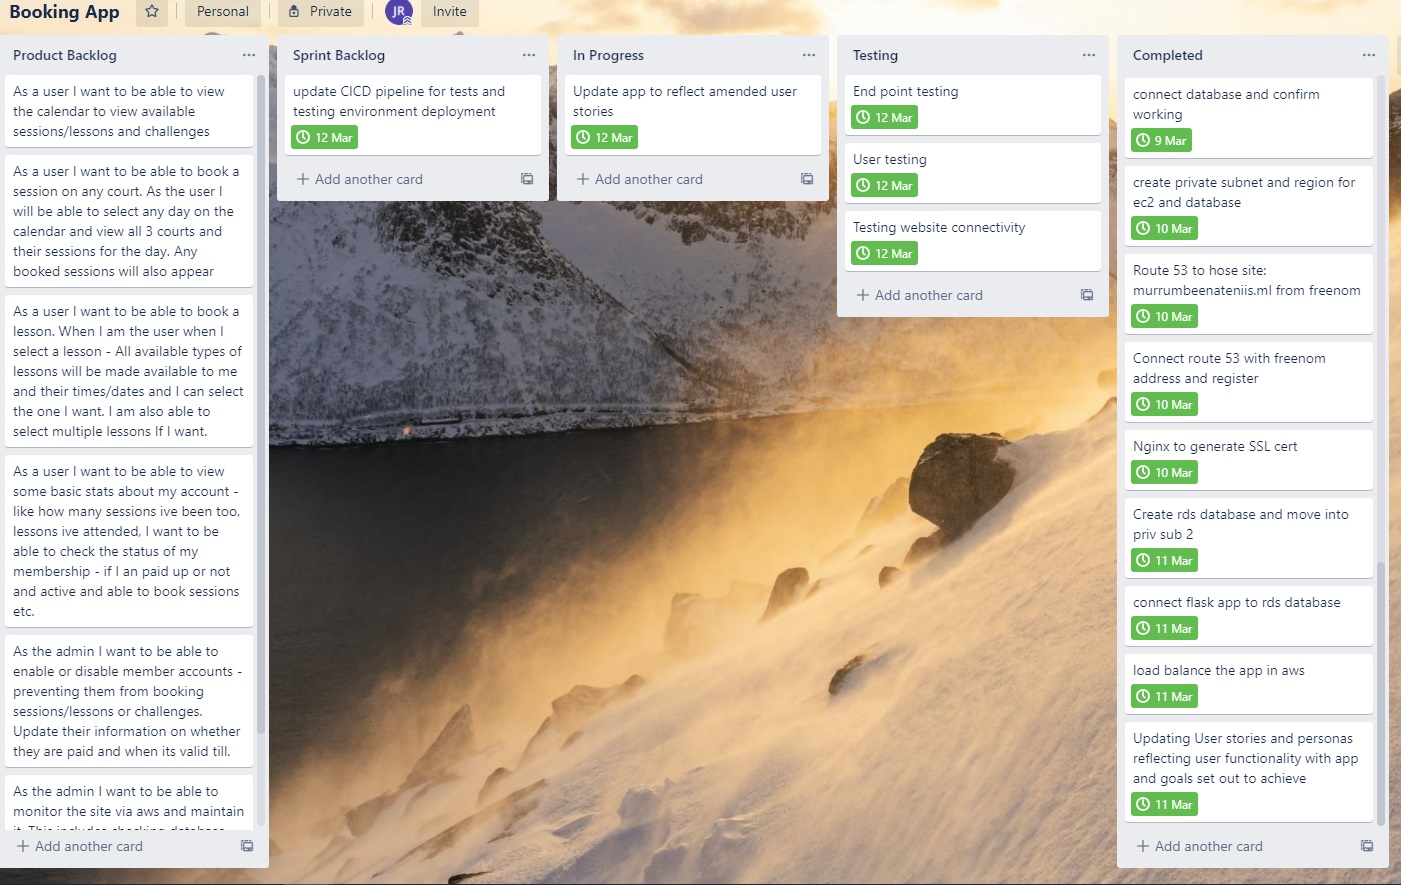 Booking App
Personal
Private
JR
Invite
Product Backlog
As a user I want to be able to view
the calendar to view available
sessions/lessons and challenges
As a user I want to be able to book a
session on any court. As the user I
will be able to select any day on the
calendar and view all 3 courts and
their sessions for the day. Any
booked sessions will also appear
As a user I want to be able to book a
lesson. When I am the user when I
select a lesson - All available types of
lessons will be made available to me
and their times/dates and I can select
the one I want. I am also able to
select multiple lessons If I want.
As a user I want to be able to view
some basic stats about my account -
like how many sessions ive been too,
lessons ive attended, I want to be
able to check the status of my
membership - if I an paid up or not
and active and able to book sessions
etc.
As the admin I want to be able to
enable or disable member accounts -
preventing them from booking
sessions/lessons or challenges.
Update their information on whether
they are paid and when its valid till.
As the admin I want to be able to
monitor the site via aws and maintain
it. This includes checking database
Add another card
Sprint Backlog
update CICD pipeline for tests and
testing environment deployment
12 Mar
Add another card
In Progress
Update app to reflect amended user
stories
12 Mar
Add another card
Testing
End point testing
12 Mar
User testing
12 Mar
Testing website connectivity
12 Mar
Add another card
Completed
connect database and confirm
working
9 Mar
create private subnet and region for
ec2 and database
10 Mar
Route 53 to hose site:
murrumbeenateniis.ml from freenom
10 Mar
Connect route 53 with freenom
address and register
10 Mar
Nginx to generate SSL cert
10 Mar
Create rds database and move into
priv sub 2
11 Mar
connect flask app to rds database
11 Mar
load balance the app in aws
11 Mar
Updating User stories and personas
reflecting user functionality with app
and goals set out to achieve
11 Mar
Add another card